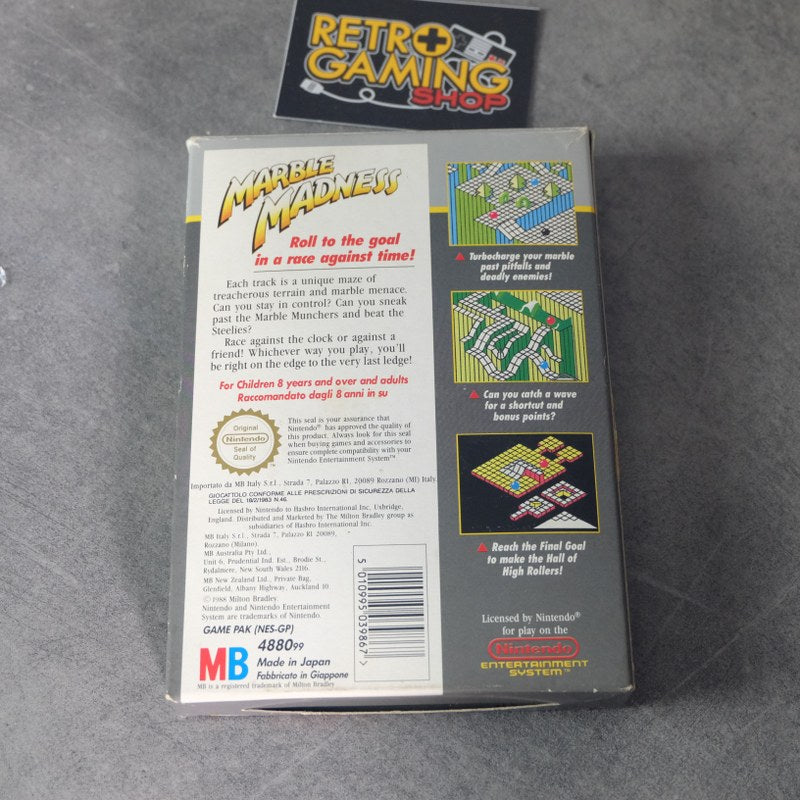 RETRO
GAMING
SHOP
MARBLE
MADNESS
Roll to the goal
in a race against time!
Each track is a unique maze of
treacherous terrain and marble menace.
Can you stay in control? Can you sneak
past the Marble Munchers and beat the
Steelies?
Race against the clock or against a
friend! Whichever way you play, you'll
be right on the edge to the very last ledge!
For Children 8 years and over and adults
Raccomandato dagli 8 anni in su
Original
Nintendo
Seal of
Quality
This seal is your assurance that
Nintendo® has approved the quality of
this product. Always look for this seal
when buying games and accessories to
ensure complete compatibility with your
Nintendo Entertainment System™
Importato da MB Italy S.r.l., Strada 7, Palazzo R1, 20089 Rozzano (MI) Italy.
GIOCATTOLO CONFORME ALLE PRESCRIZIONI DI SICUREZZA DELLA
LEGGE DEL 18/2/1983 N.46.
Licensed by Nintendo to Hasbro International Inc, Uxbridge,
England. Distributed and Marketed by The Milton Bradley group as
subsidiaries of Hasbro International Inc.
MB Italy S.r.l., Strada 7, Palazzo R1 20089,
Rozzano (Milano).
MB Australia Pty Ltd.,
Unit 6, Prudential Ind. Est., Brodie St.,
Rydalmere, New South Wales 2116.
MB New Zealand Ltd., Private Bag,
Glenfield, Albany Highway, Auckland 10
© 1988 Milton Bradley.
Nintendo and Nintendo Entertainment
System are trademarks of Nintendo.
GAME PAK (NES-GP)
488099
MB
Made in Japan
Fabbricato in Giappone
MB is a registered trademark of Milton Bradley
5 010995 039867 >
Turbocharge your marble
past pitfalls and
deadly enemies!
Can you catch a wave
for a shortcut and
bonus points?
Reach the Final Goal
to make the Hall of
High Rollers!
Licensed by Nintendo®
for play on the
Nintendo
ENTERTAINMENT
SYSTEM™